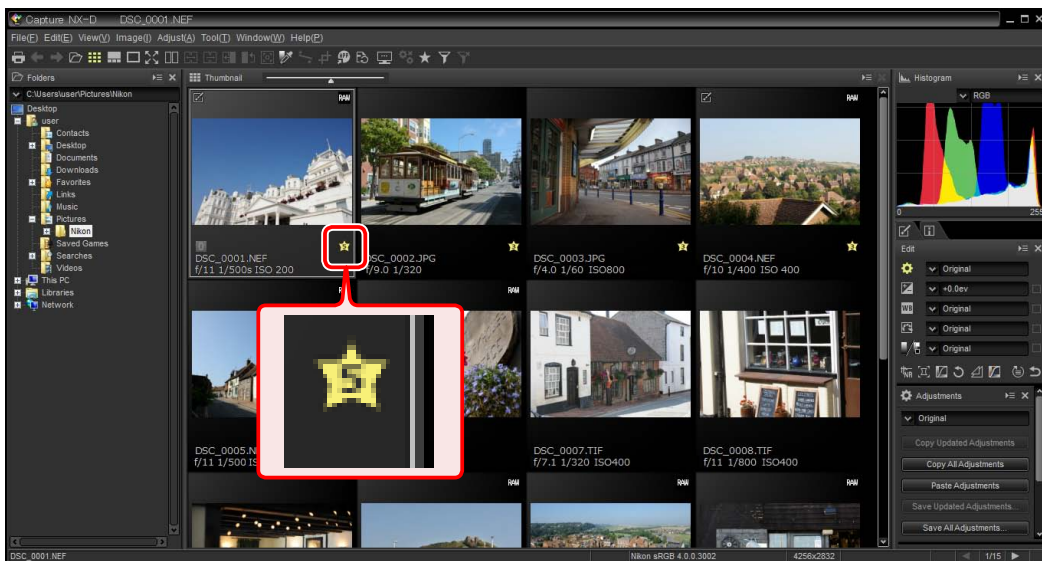 Capture NX-D DSC_0001.NEF
File(F) Edit(E) View(V) Image(I) Adjust(A) Tool(T) Window(W) Help(P)
Folders
C:\Users\user\Pictures\Nikon
Desktop
user
Contacts
Desktop
Documents
Downloads
Favorites
Links
Music
Pictures
Nikon
Saved Games
Searches
Videos
This PC
Libraries
Network
Thumbnail
RAW
RAW
DSC_0001.NEF
f/11 1/500s ISO 200
DSC_0002.JPG
f/9.0 1/320
DSC_0003.JPG
f/4.0 1/60 ISO800
DSC_0004.NEF
f/10 1/400 ISO 400
RAW
RAW
5
DSC_0005.N
f/11 1/500 IS
DSC_0007.TIF
f/7.1 1/320 ISO400
DSC_0008.TIF
f/11 1/800 ISO400
RAW
RAW
RAW
Histogram
RGB
0
255
Edit
Original
+0.0ev
WB
Original
Original
Original
NR
Adjustments
Original
Copy Updated Adjustments
Copy All Adjustments
Paste Adjustments
Save Updated Adjustments...
Save All Adjustments...
DSC_0001.NEF
Nikon sRGB 4.0.0.3002
4256x2832
1/15